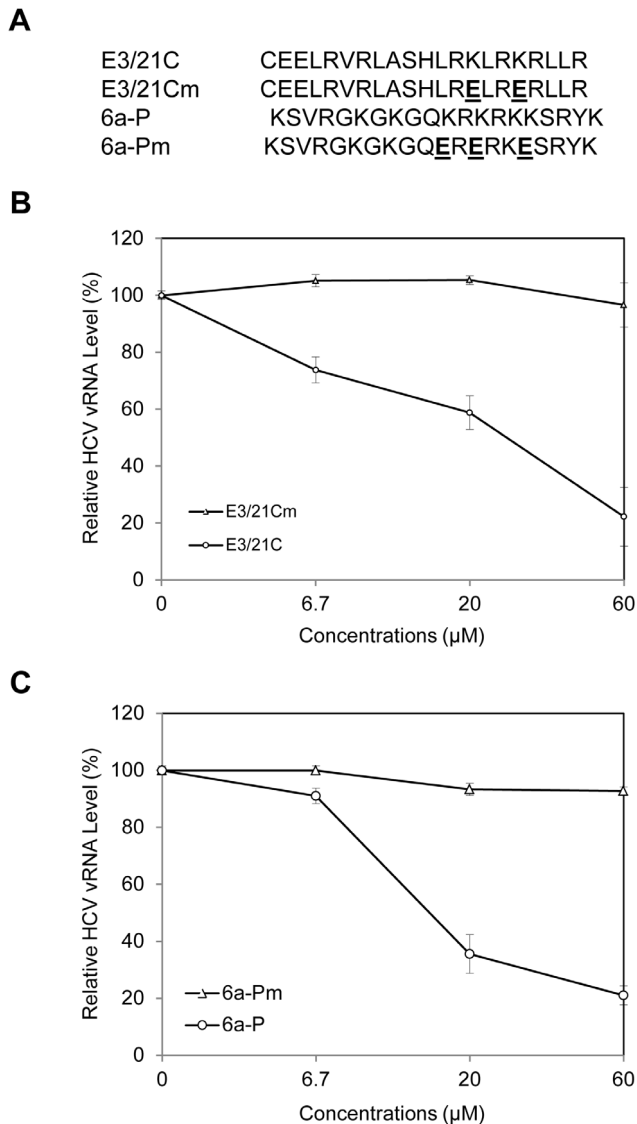 A
E3/21C CEELRVRLASHLRKLRKRLLR
E3/21Cm CEELRVRLASHLRELRERLLR
6a-P KSVRGKGKGQKRKRKKSRYK
6a-Pm KSVRGKGKGQERERKESRYK
B
Relative HCV vRNA Level (%)
120
100
80
60
40
20
0
E3/21Cm
E3/21C
0 6.7 20 60
Concentrations (µM)
C
Relative HCV vRNA Level (%)
120
100
80
60
40
20
0
6a-Pm
6a-P
0 6.7 20 60
Concentrations (µM)